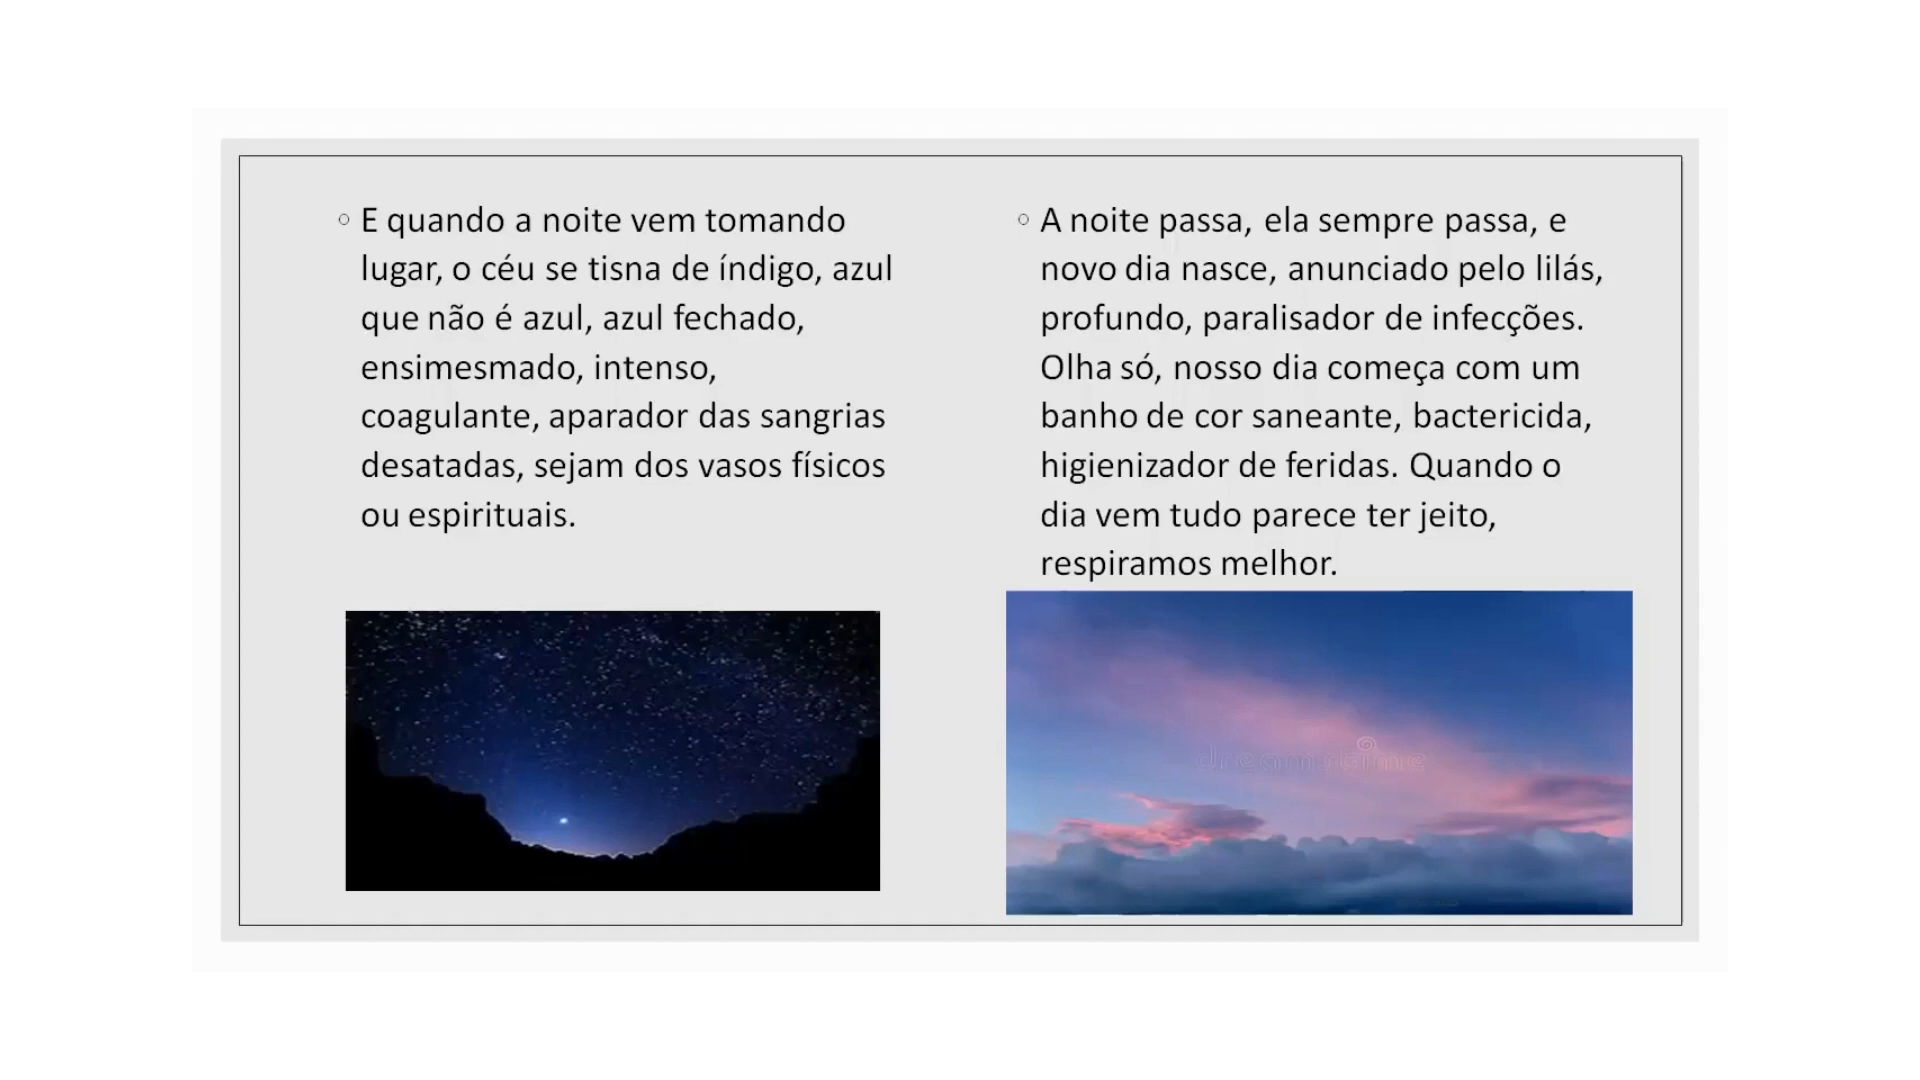 E quando a noite vem tomando
lugar, o céu se tisna de índigo, azul
que não é azul, azul fechado,
ensimesmado, intenso,
coagulante, aparador das sangrias
desatadas, sejam dos vasos físicos
ou espirituais.
A noite passa, ela sempre passa, e
novo dia nasce, anunciado pelo lilás,
profundo, paralisador de infecções.
Olha só, nosso dia começa com um
banho de cor saneante, bactericida,
higienizador de feridas. Quando o
dia vem tudo parece ter jeito,
respiramos melhor.
dreamstime